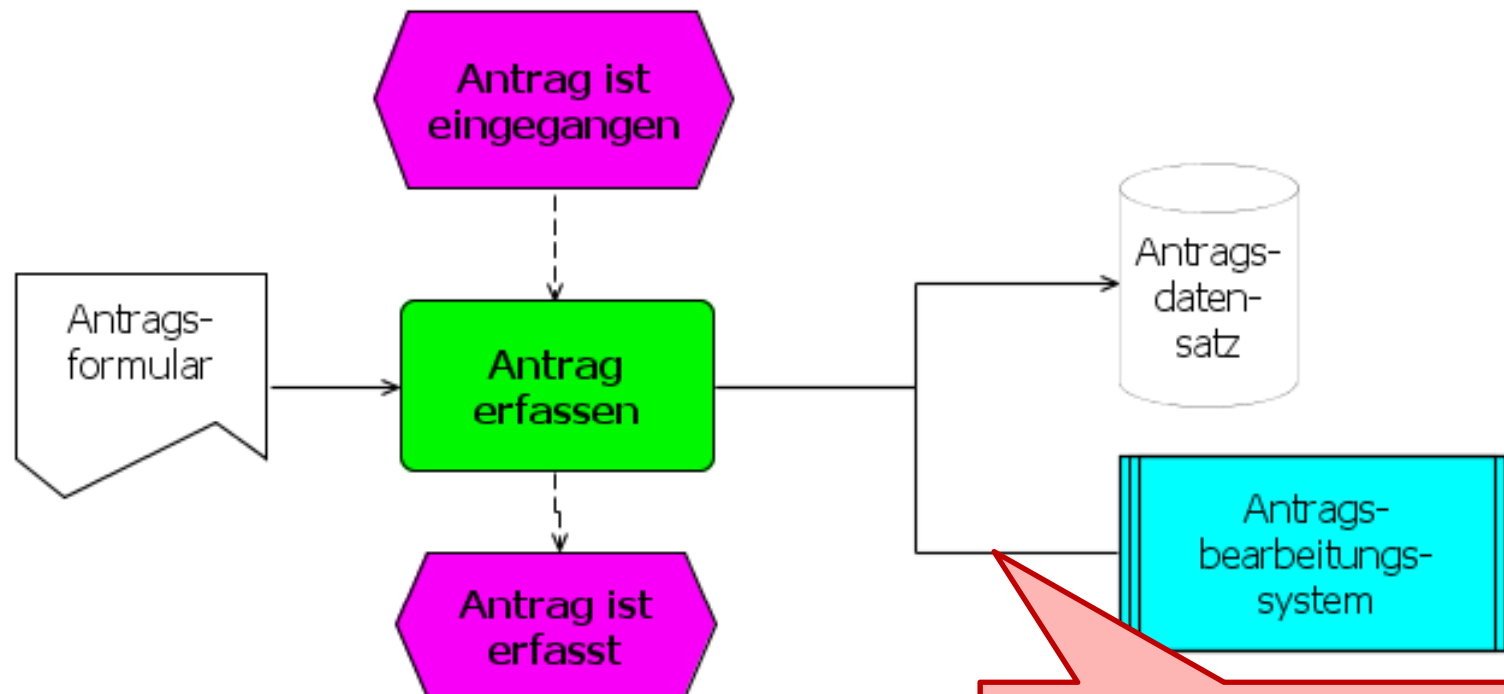 Antrag ist
eingegangen
Antrags-
formular
Antrag
erfassen
Antrags-
daten-
satz
Antrags-
bearbeitungs-
system
Antrag ist
erfasst